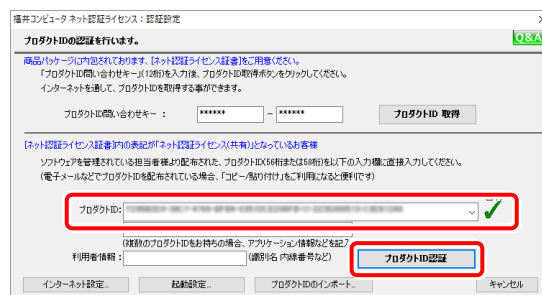 福井コンピュータ ネット認証ライセンス：認証設定
プロダクトIDの認証を行います。
Q&A
商品パッケージに内包されております、[ネット認証ライセンス証書]をご用意ください。
「プロダクトID問い合わせキー」(12桁)を入力後、プロダクトID取得ボタンをクリックしてください。
インターネットを通して、プロダクトIDを取得する事ができます。
プロダクトID問い合わせキー ： ****** － ****** プロダクトID 取得
[ネット認証ライセンス証書]内の表記が「ネット認証ライセンス(共有)」となっているお客様
ソフトウェアを管理されている担当者様より配布された、プロダクトID(56桁または58桁)を以下の入力欄に直接入力してください。
(電子メールなどでプロダクトIDを配布されている場合、「コピー/貼り付け」をご利用になると便利です)
プロダクトID：
(複数のプロダクトIDをお持ちの場合、アプリケーション情報などを記入
利用者情報： (識別名 内線番号など) プロダクトID認証
インターネット設定... 起動設定... プロダクトIDのインポート... キャンセル